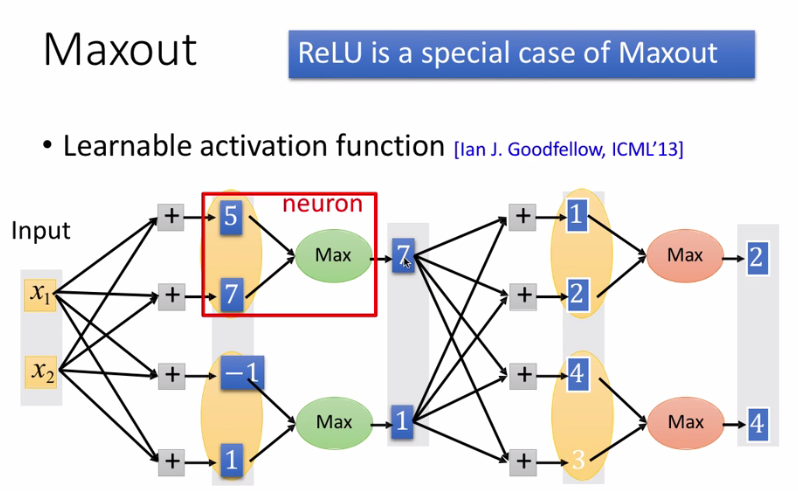 Maxout
ReLU is a special case of Maxout
• Learnable activation function [Ian J. Goodfellow, ICML'13]
neuron
Input
+ 5 + 1
Max 7 Max 2
x₁ + 7 + 2
x₂ + −1 + 4
Max 1 Max 4
+ 1 + 3